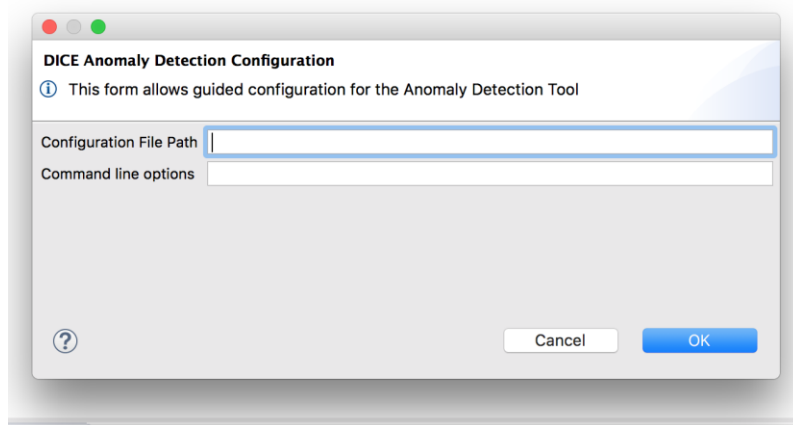 DICE Anomaly Detection Configuration
This form allows guided configuration for the Anomaly Detection Tool
Configuration File Path
Command line options
?
Cancel OK